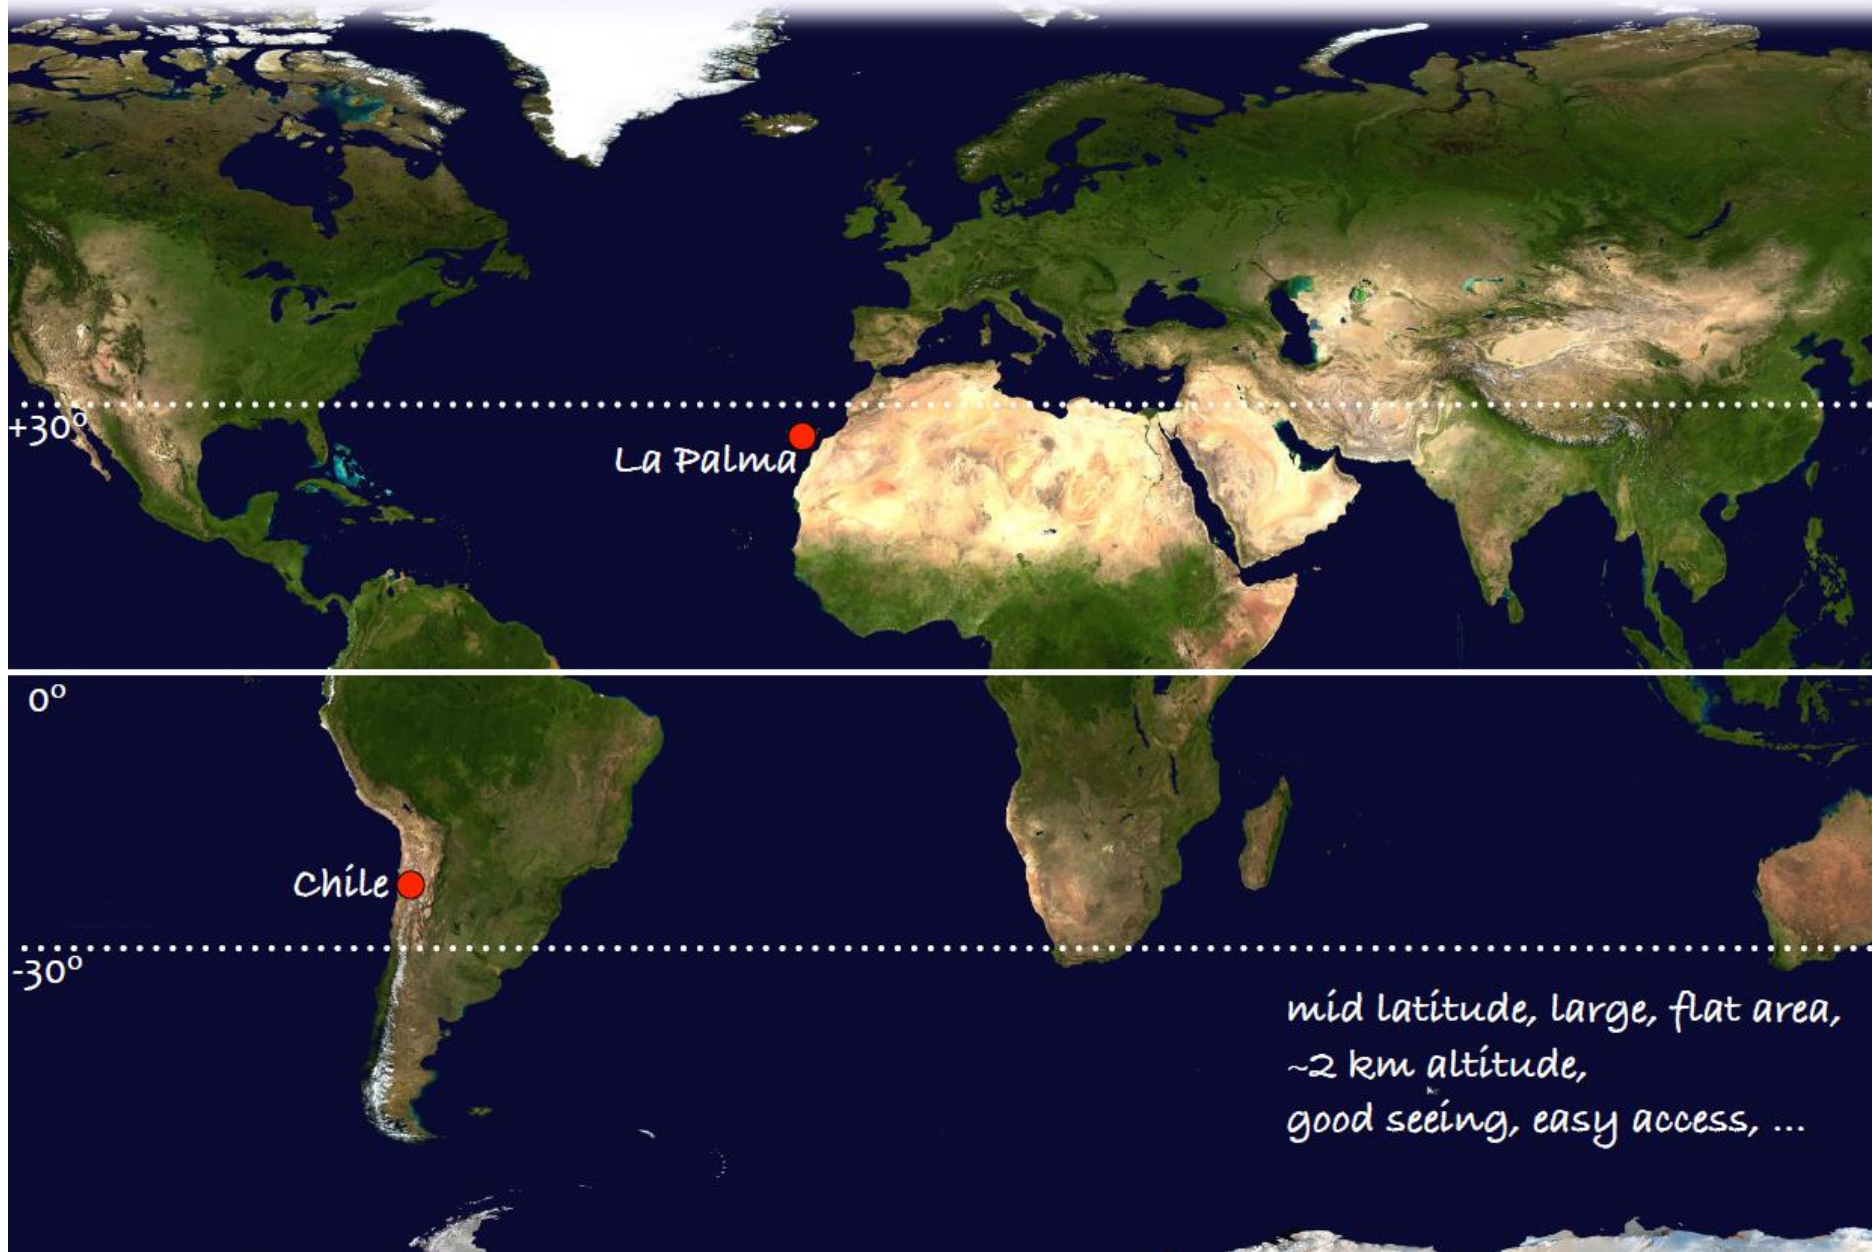 +30°
La Palma
0°
Chile
-30°
mid latitude, large, flat area,
~2 km altitude,
good seeing, easy access, ...